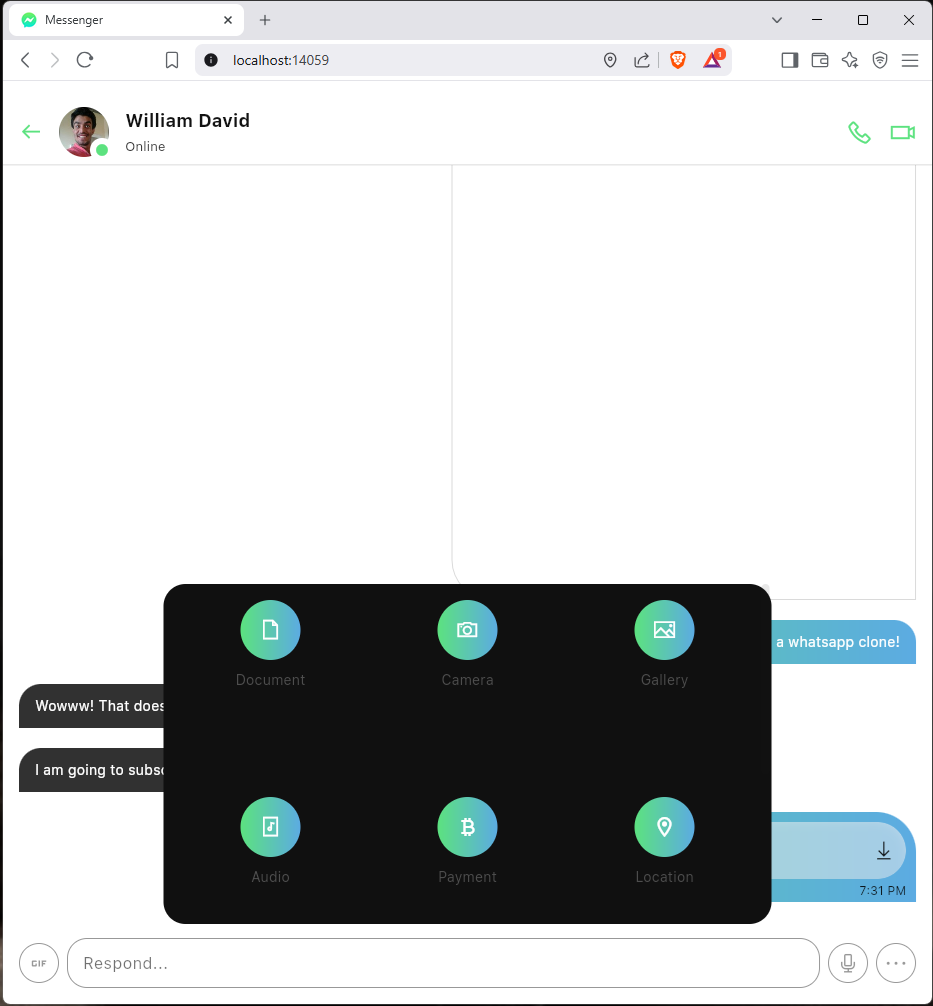 Messenger
localhost:14059
1
William David
Online
a whatsapp clone!
Wowww! That does
I am going to subsc
Document
Camera
Gallery
Audio
Payment
Location
7:31 PM
GIF
Respond...